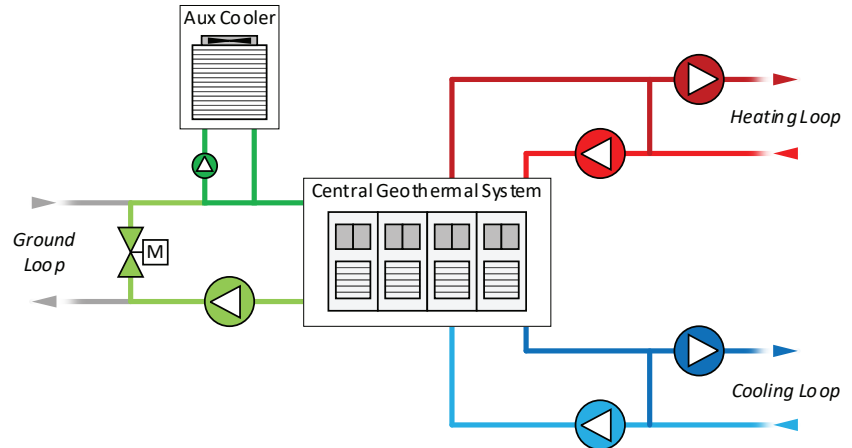 Aux Cooler
Heating Loop
Central Geothermal System
Ground
Loop
M
Cooling Loop